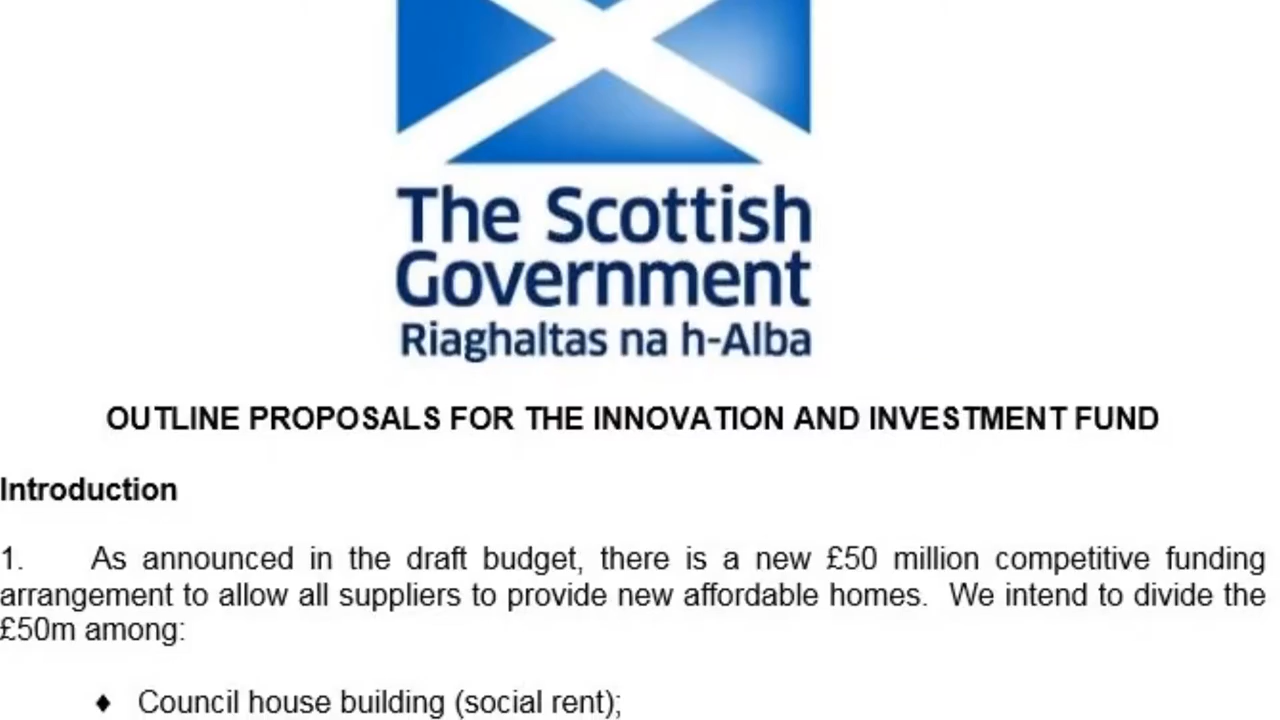 The Scottish
Government
Riaghaltas na h-Alba
OUTLINE PROPOSALS FOR THE INNOVATION AND INVESTMENT FUND
Introduction
1. As announced in the draft budget, there is a new £50 million competitive funding
arrangement to allow all suppliers to provide new affordable homes. We intend to divide the
£50m among:
♦ Council house building (social rent);